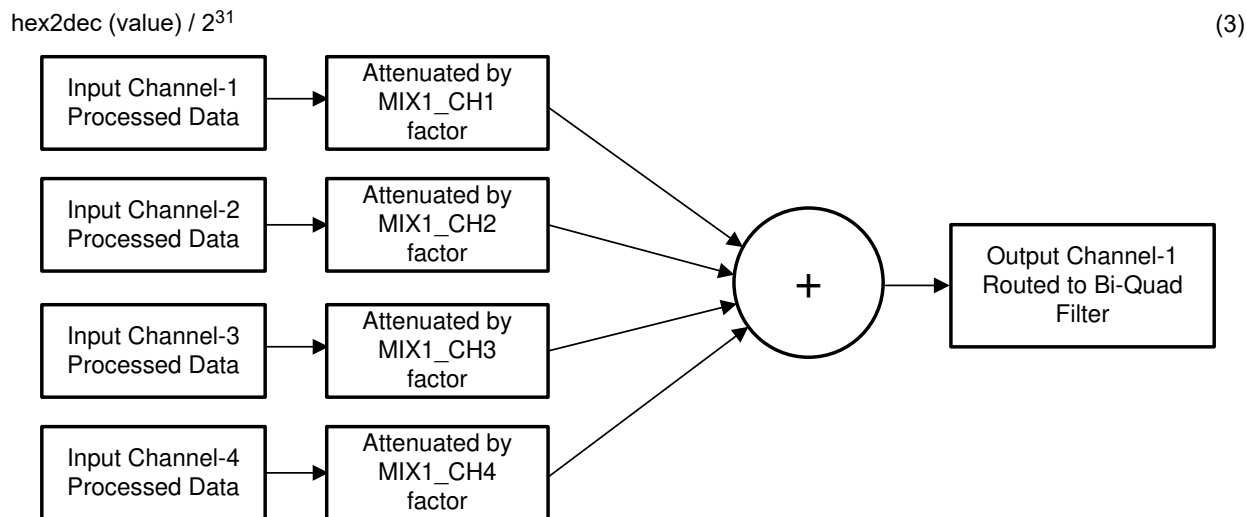 hex2dec (value) / 2^31 (3)
Input Channel-1
Processed Data
Attenuated by
MIX1_CH1
factor
Input Channel-2
Processed Data
Attenuated by
MIX1_CH2
factor
Input Channel-3
Processed Data
Attenuated by
MIX1_CH3
factor
Input Channel-4
Processed Data
Attenuated by
MIX1_CH4
factor
+
Output Channel-1
Routed to Bi-Quad
Filter